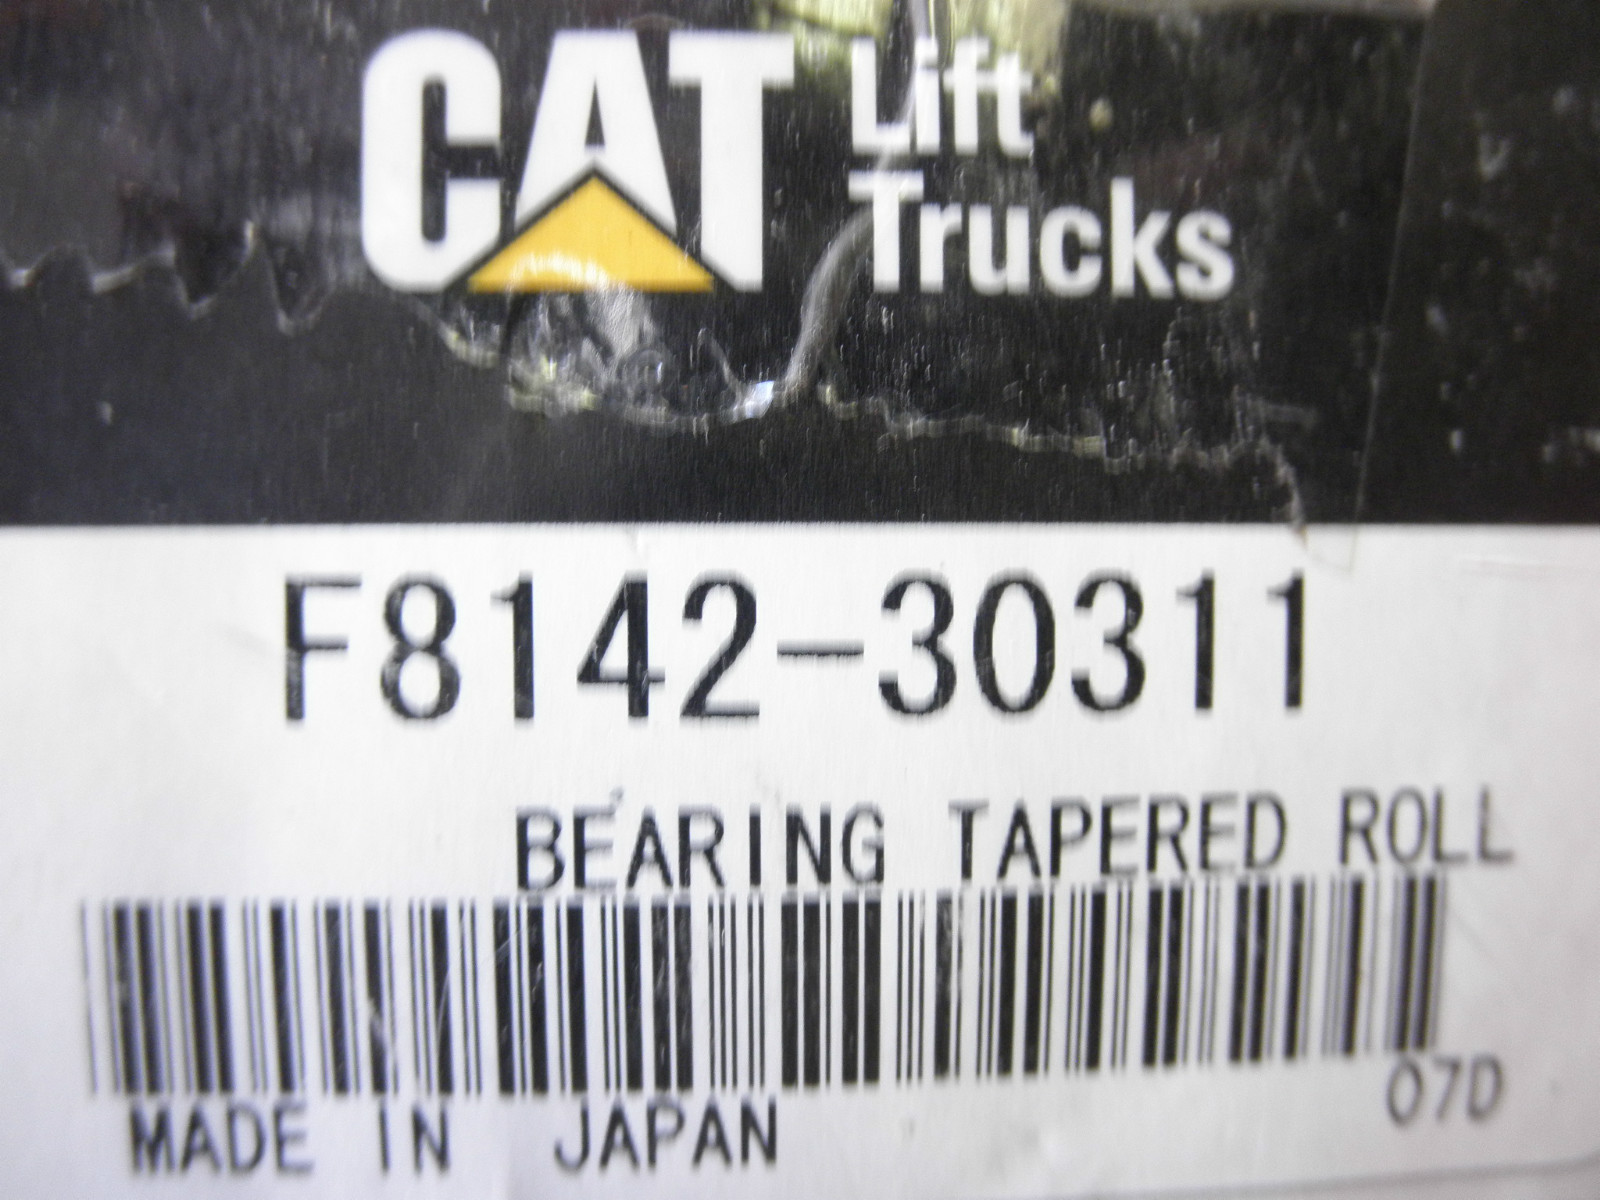 CAT Lift
Trucks
F8142-30311
BEARING TAPERED ROLL
07D
MADE IN JAPAN